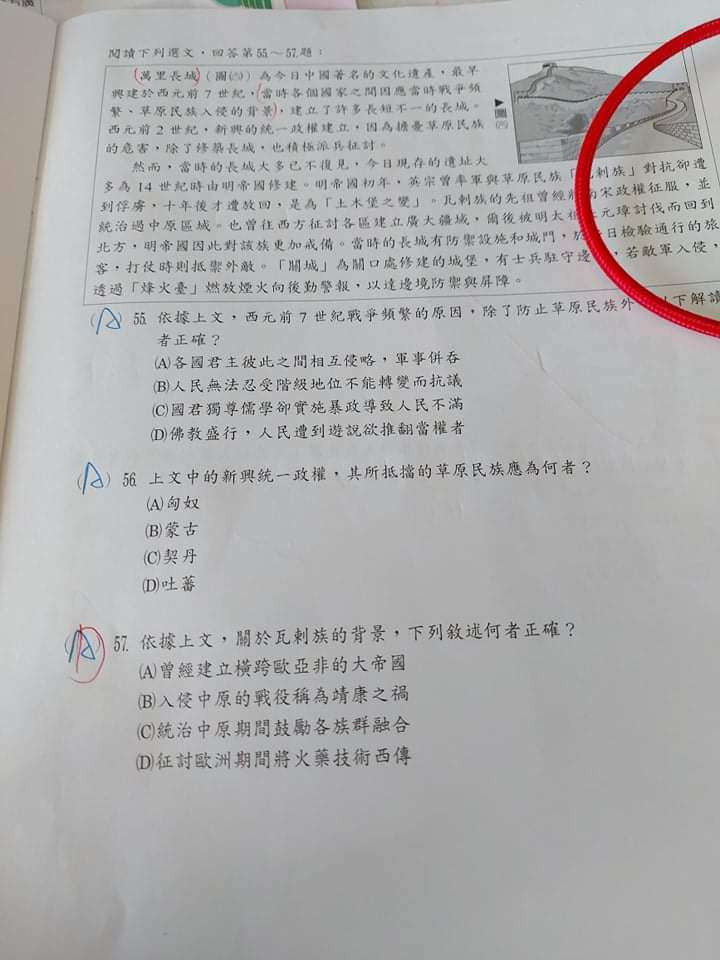 閱讀下列選文，回答第55～57題：
(萬里長城)(圖㈣)為今日中國著名的文化遺產，最早
興建於西元前7世紀，(當時各個國家之間因應當時戰爭頻
繁、草原民族入侵的背景)，建立了許多長短不一的長城。
西元前2世紀，新興的統一政權建立，因為擔憂草原民族
的危害，除了修築長城，也積極派兵征討。
▲圖㈣
然而，當時的長城大多已不復見，今日現存的遺址大
多為14世紀時由明帝國修建。明帝國初年，英宗曾率軍與草原民族「瓦剌族」對抗卻遭
到俘虜，十年後才遭放回，是為「土木堡之變」。瓦剌族的先祖曾經將南宋政權征服，並
統治過中原區域。也曾往西方征討各區建立廣大疆域，爾後被明太祖 元璋討伐而回到
北方，明帝國因此對該族更加戒備。當時的長城有防禦設施和城門，於 日檢驗通行的旅
客，打仗時則抵禦外敵。「關城」為關口處修建的城堡，有士兵駐守邊 ，若敵軍入侵，
透過「烽火臺」燃放煙火向後勤警報，以達邊境防禦與屏障。
(A) 55. 依據上文，西元前7世紀戰爭頻繁的原因，除了防止草原民族外 以下解讀
者正確？
(A)各國君主彼此之間相互侵略，軍事併吞
(B)人民無法忍受階級地位不能轉變而抗議
(C)國君獨尊儒學卻實施暴政導致人民不滿
(D)佛教盛行，人民遭到遊說欲推翻當權者
(A) 56. 上文中的新興統一政權，其所抵擋的草原民族應為何者？
(A)匈奴
(B)蒙古
(C)契丹
(D)吐蕃
(A) 57. 依據上文，關於瓦剌族的背景，下列敘述何者正確？
(A)曾經建立橫跨歐亞非的大帝國
(B)入侵中原的戰役稱為靖康之禍
(C)統治中原期間鼓勵各族群融合
(D)征討歐洲期間將火藥技術西傳